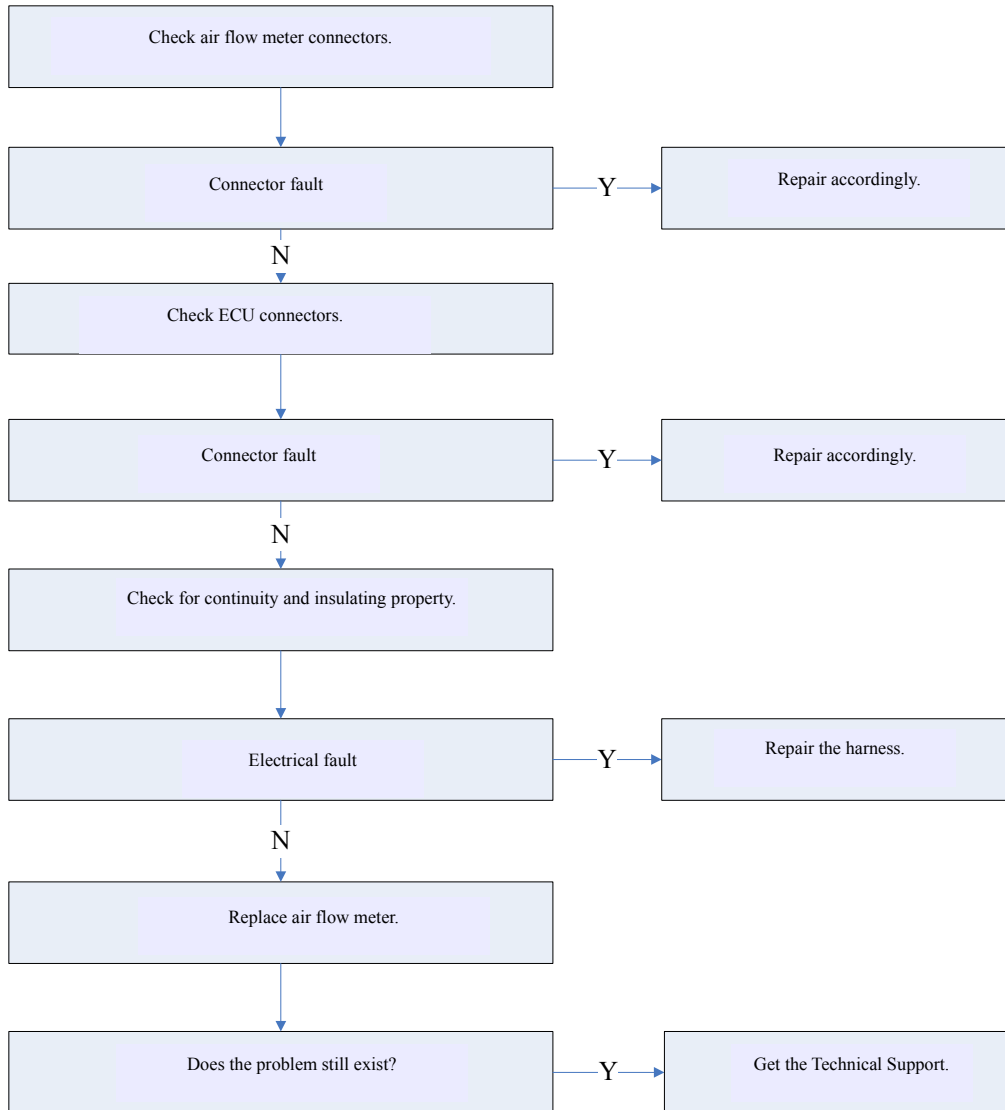 Check air flow meter connectors.
Connector fault
Y
Repair accordingly.
N
Check ECU connectors.
Connector fault
Y
Repair accordingly.
N
Check for continuity and insulating property.
Electrical fault
Y
Repair the harness.
N
Replace air flow meter.
Does the problem still exist?
Y
Get the Technical Support.